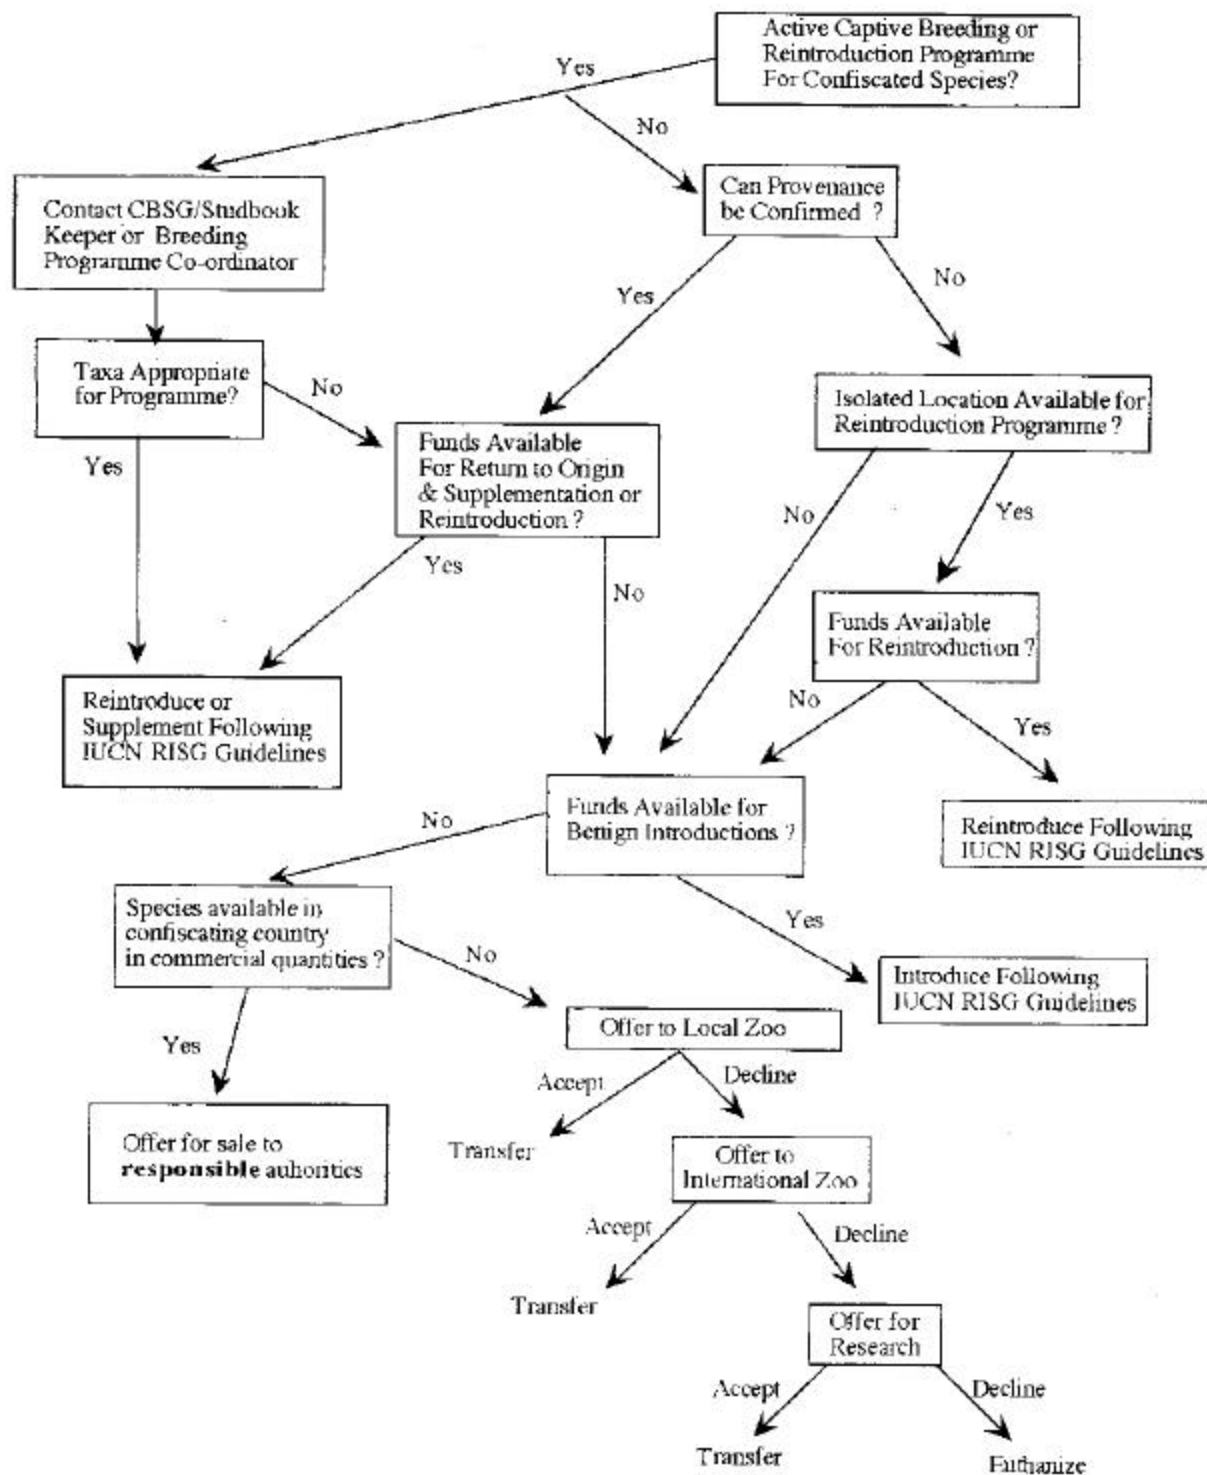 Active Captive Breeding or
Reintroduction Programme
For Confiscated Species?
Yes
No
Can Provenance
be Confirmed ?
Contact CBSG/Studbook
Keeper or Breeding
Programme Co-ordinator
Yes
No
Taxa Appropriate
for Programme?
No
Isolated Location Available for
Reintroduction Programme ?
Yes
Funds Available
For Return to Origin
& Supplementation or
Reintroduction ?
No
Yes
Yes
No
Funds Available
For Reintroduction ?
Reintroduce or
Supplement Following
IUCN RISG Guidelines
No
Yes
Funds Available for
Benign Introductions ?
Reintroduce Following
IUCN RISG Guidelines
No
Species available in
confiscating country
in commercial quantities ?
Yes
No
Introduce Following
IUCN RISG Guidelines
Offer to Local Zoo
Yes
Accept
Decline
Offer for sale to
responsible auhorities
Transfer
Offer to
International Zoo
Accept
Decline
Transfer
Offer for
Research
Accept
Decline
Transfer
Euthanize